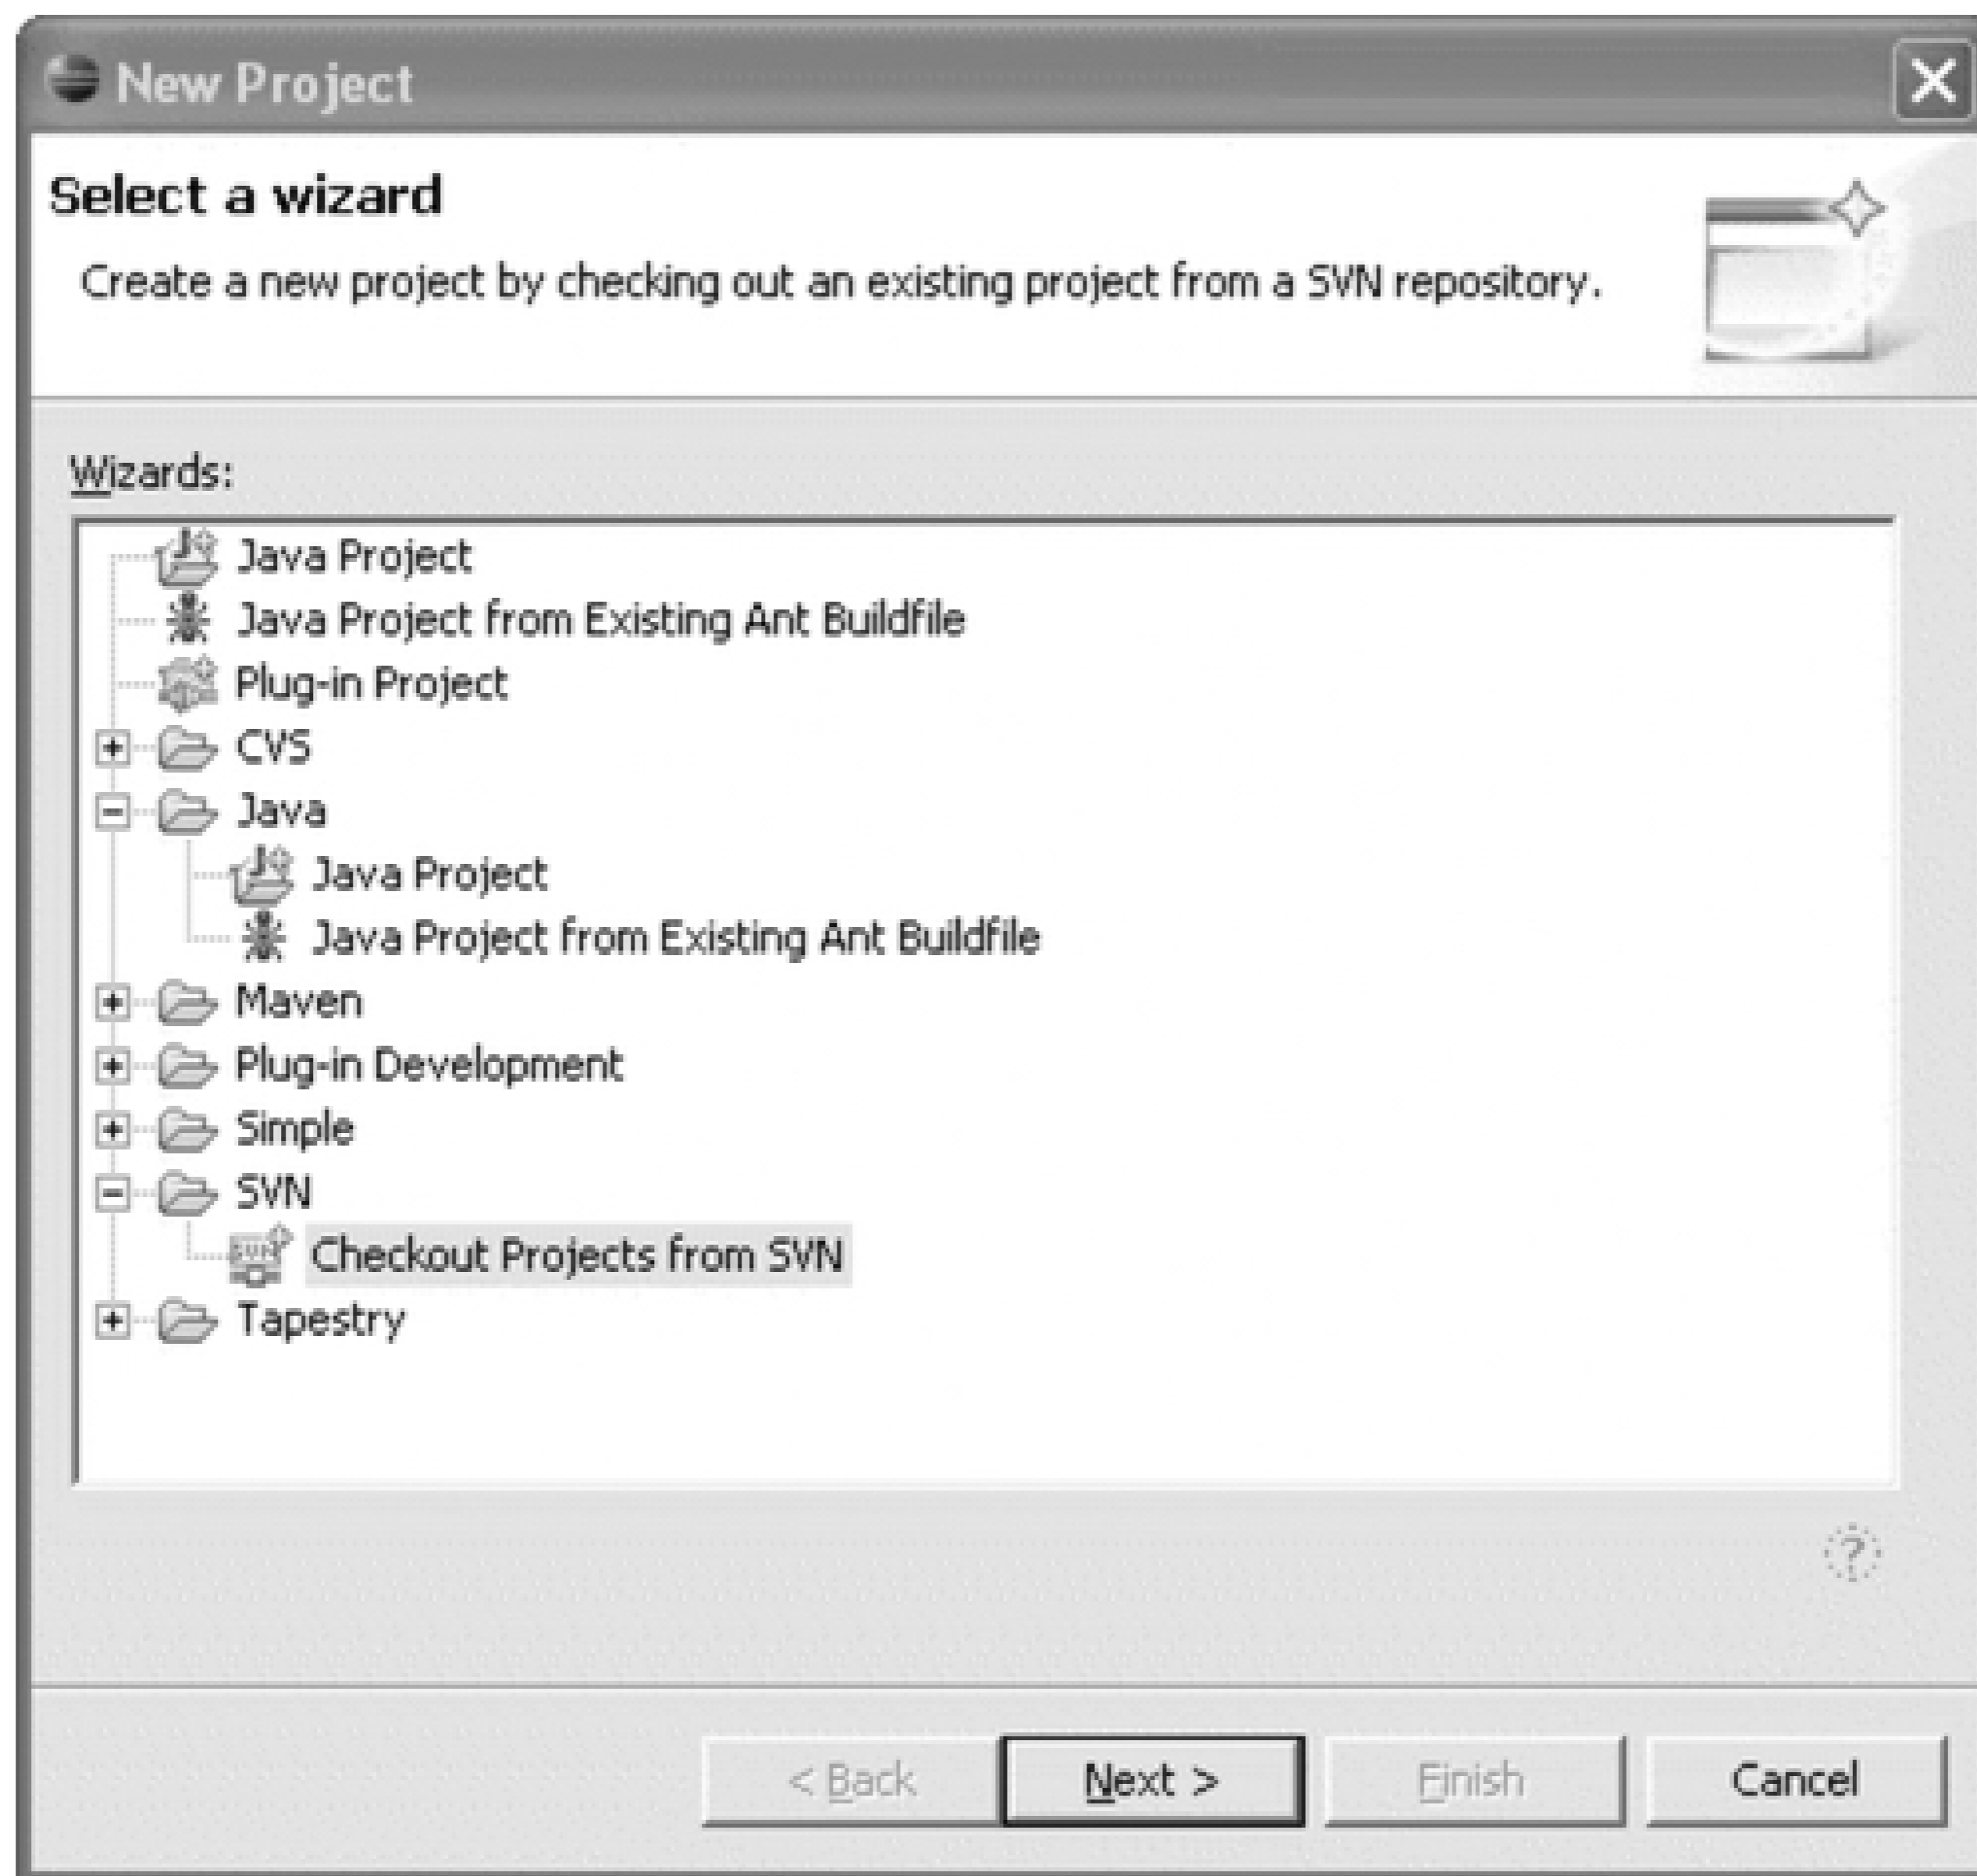 New Project
Select a wizard
Create a new project by checking out an existing project from a SVN repository.
Wizards:
Java Project
Java Project from Existing Ant Buildfile
Plug-in Project
CVS
Java
Java Project
Java Project from Existing Ant Buildfile
Maven
Plug-in Development
Simple
SVN
Checkout Projects from SVN
Tapestry
?
< Back Next > Finish Cancel